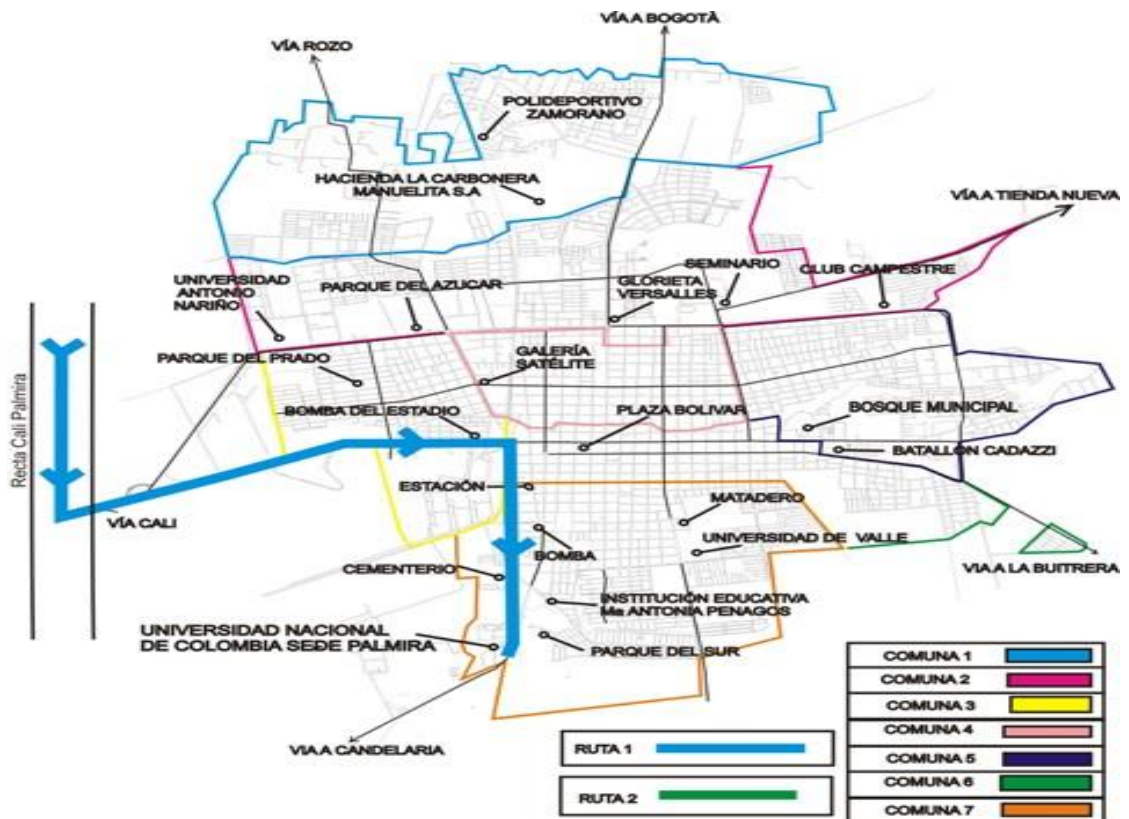 VÍA A BOGOTÀ
VÍA ROZO
POLIDEPORTIVO
ZAMORANO
HACIENDA LA CARBONERA
MANUELITA S.A
VÍA A TIENDA NUEVA
SEMINARIO
CLUB CAMPESTRE
UNIVERSIDAD
ANTONIO
NARIÑO
PARQUE DEL AZUCAR
GLORIETA
VERSALLES
PARQUE DEL PRADO
GALERÍA
SATÉLITE
BOMBA DEL ESTADIO
PLAZA BOLIVAR
BOSQUE MUNICIPAL
BATALLÓN CADAZZI
Recta Cali Palmira
ESTACIÓN
MATADERO
VÍA CALI
BOMBA
UNIVERSIDAD DE VALLE
CEMENTERIO
VIA A LA BUITRERA
INSTITUCIÓN EDUCATIVA
Ma ANTONIA PENAGOS
UNIVERSIDAD NACIONAL
DE COLOMBIA SEDE PALMIRA
PARQUE DEL SUR
VIA A CANDELARIA
RUTA 1
RUTA 2
COMUNA 1
COMUNA 2
COMUNA 3
COMUNA 4
COMUNA 5
COMUNA 6
COMUNA 7